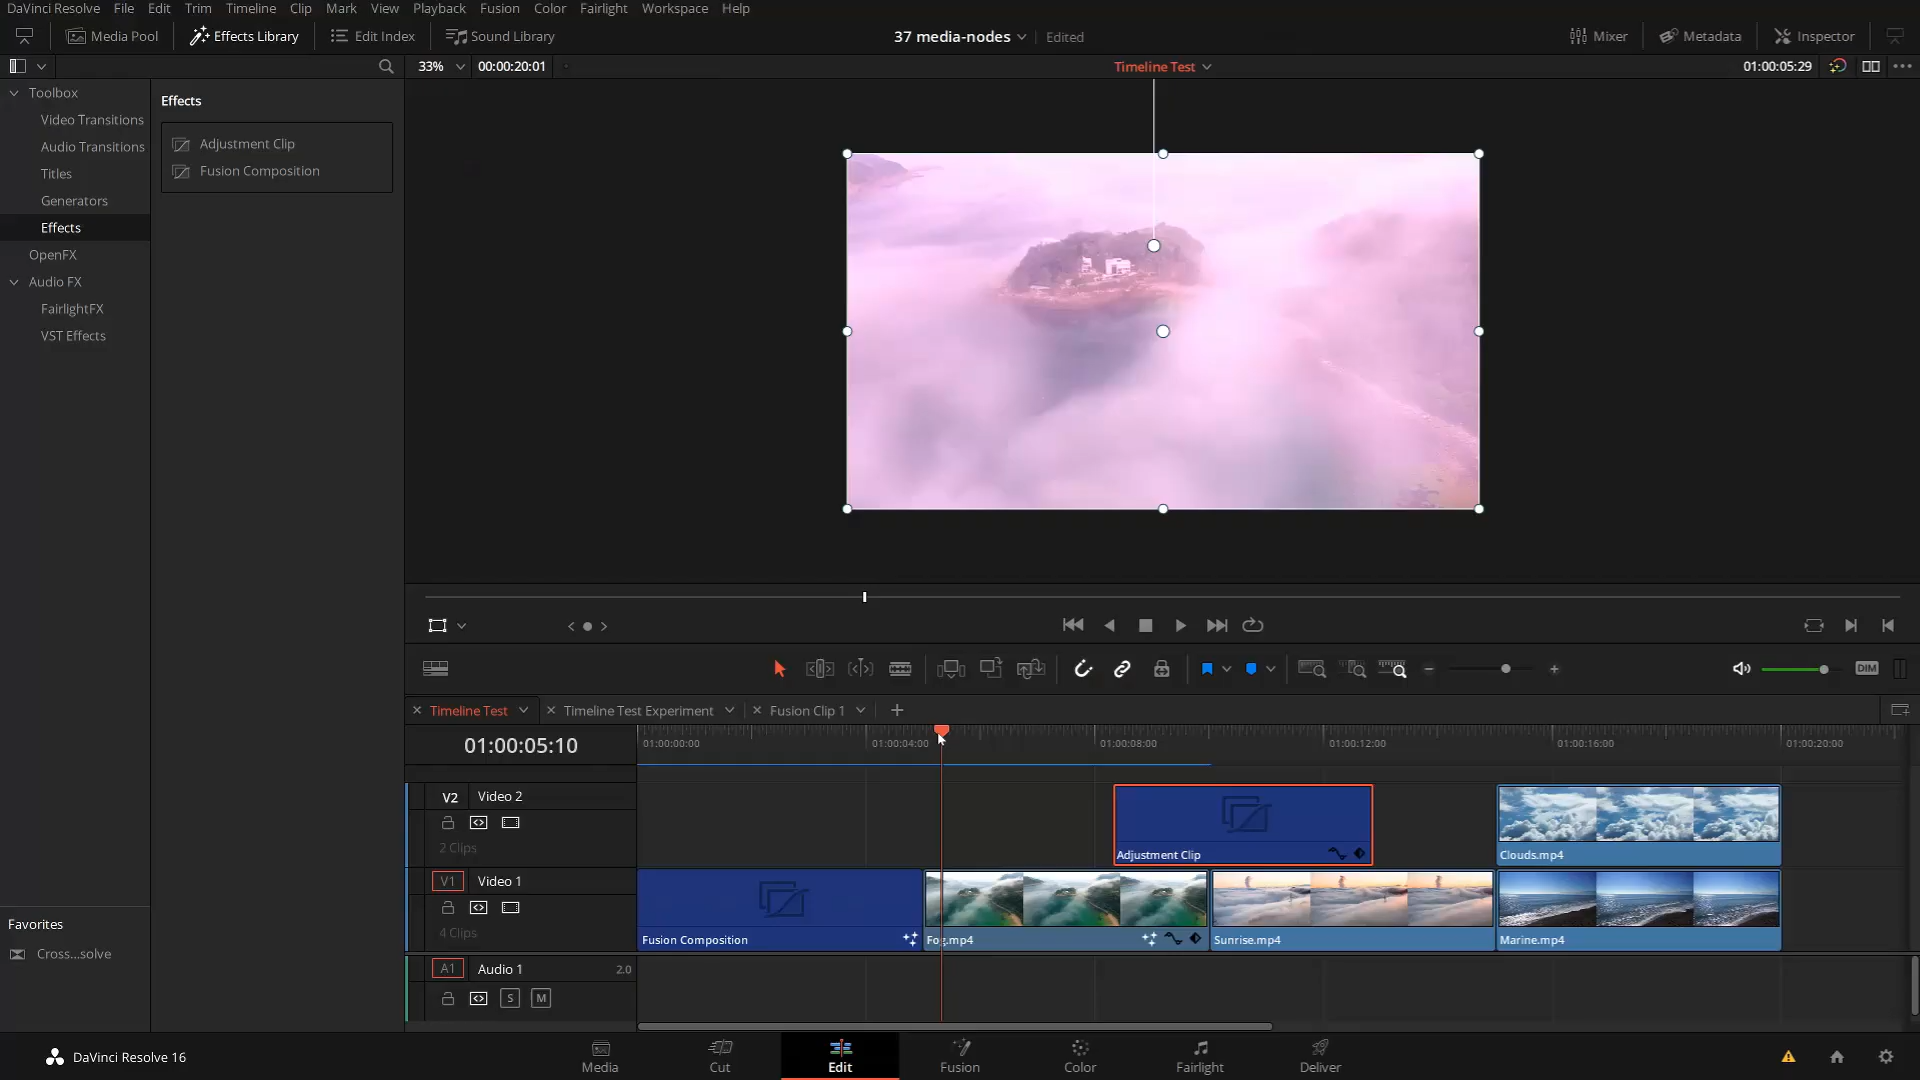 DaVinci Resolve File Edit Trim Timeline Clip Mark View Playback Fusion Color Fairlight Workspace Help
Media Pool Effects Library Edit Index Sound Library 37 media-nodes Edited Mixer Metadata Inspector
33% 00:00:20:01 Timeline Test 01:00:05:29
Toolbox
Video Transitions
Audio Transitions
Titles
Generators
Effects
OpenFX
Audio FX
FairlightFX
VST Effects
Effects
Adjustment Clip
Fusion Composition
DIM
Timeline Test Timeline Test Experiment Fusion Clip 1
01:00:05:10 01:00:00:00 01:00:04:00 01:00:08:00 01:00:12:00 01:00:16:00 01:00:20:00
V2 Video 2
2 Clips
Adjustment Clip Clouds.mp4
V1 Video 1
4 Clips
Fusion Composition Fog.mp4 Sunrise.mp4 Marine.mp4
A1 Audio 1 2.0
S M
Favorites
Cross...solve
DaVinci Resolve 16
Media Cut Edit Fusion Color Fairlight Deliver